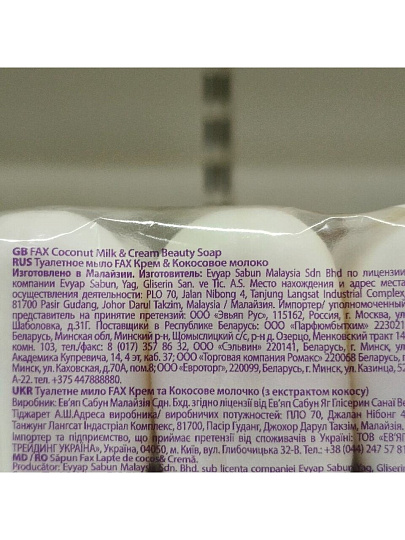 GB FAX Coconut Milk & Cream Beauty Soap
RUS Туалетное мыло FAX Крем & Кокосовое молоко
Изготовлено в Малайзии. Изготовитель: Evyap Sabun Malaysia Sdn Bhd по лицензии
компании Evyap Sabun, Yag, Gliserin San. ve Tic. A.S. Место нахождения и адрес места
осуществления деятельности: PLO 70, Jalan Nibong 4, Tanjung Langsat Industrial Complex,
81700 Pasir Gudang, Johor Darul Takzim, Malaysia / Малайзия. Импортер/ уполномоченный
представитель на принятие претензий: ООО "Эвьяп Рус", 115162, Россия, г. Москва, ул.
Шаболовка, д.31Г. Поставщики в Республике Беларусь: ООО «Парфюмбытхим» 223021
Беларусь, Минская обл, Минский р-н, Щомыслицкий с/с, р-н д. Озерцо, Менковский тракт 14
ком. 103, тел./факс: 8 (017) 357 86 32, ООО «Сэльвин» 220141, Беларусь, г. Минск, ул.
Академика Купревича, 14, 4 эт, каб. 37; ООО «Торговая компания Ромакс» 220068 Беларусь, г.
Минск, ул. Каховская, д.70А, пом.8; ООО «Евроторг», 220099, Беларусь, г. Минск, ул. Казинца, 52
А-22. тел. +375 447888880.
UKR Туалетне мило FAX Крем та Кокосове молочко (з екстрактом кокосу)
Виробник: Ев'яп Сабун Малайзія Сдн. Бхд. згідно ліцензії від Ев'яп Сабун Яг Гліserин Санаї Ве
Тіджарет А.Ш.Адреса виробника/ виробничих потужностей: ПЛО 70, Джалан Нібонг 4
Танжунг Лангсат Індастріал Комплекс, 81700, Пасір Гуданг, Джохор Дарул Такзім, Малайзія.
Імпортер та підприємство, що приймає претензії від споживачів в Україні: ТОВ «ЕВ'ЯП
ТРЕЙДИНГ УКРАЇНА», Україна, 04050, м. Київ, вул. Глибочицька 32-В. Тел.: +38 (044) 247 57 81
MD / RO Săpun Fax Lapte de cocos& Cremă.
Producător: Evyap Sabun Malaysia Sdn. Bhd. sub licenta companiei Evyap Sabun, Yag, Gliserin